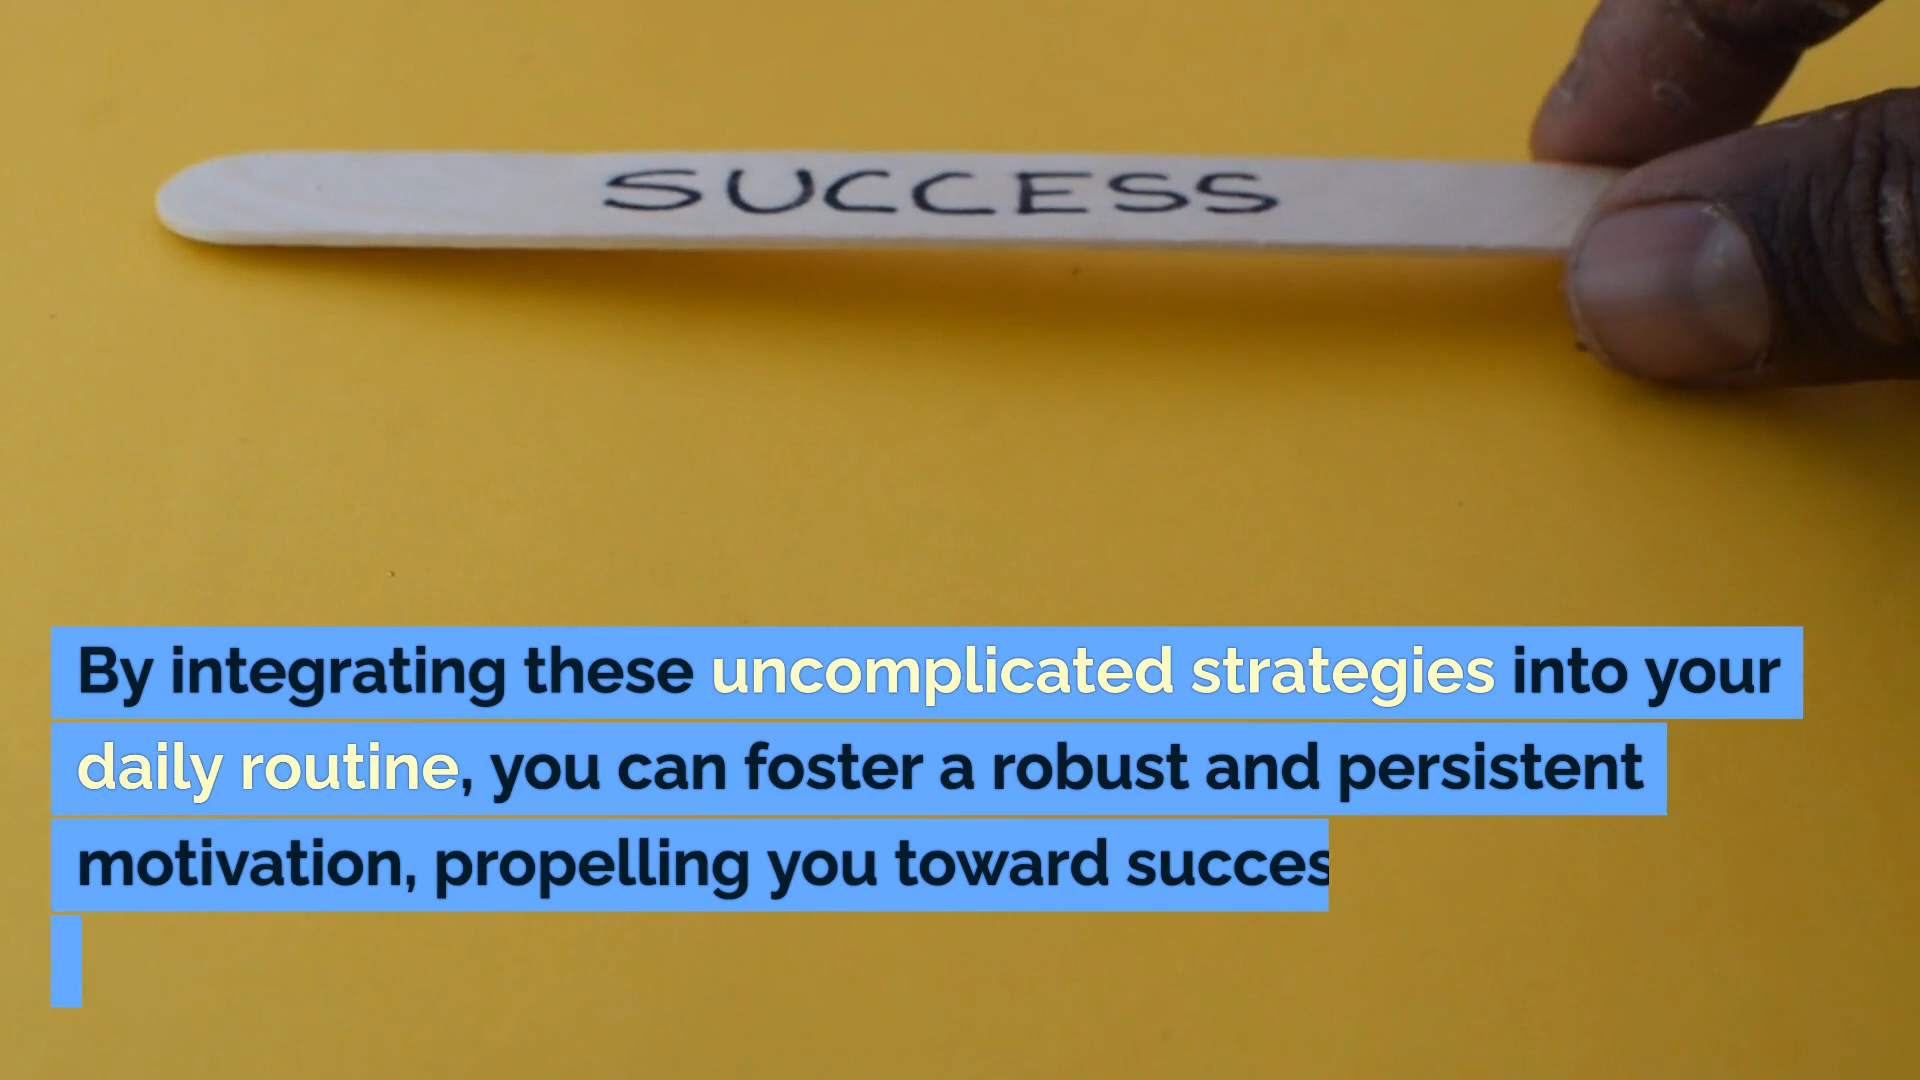 SUCCESS
By integrating these uncomplicated strategies into your
daily routine, you can foster a robust and persistent
motivation, propelling you toward succes